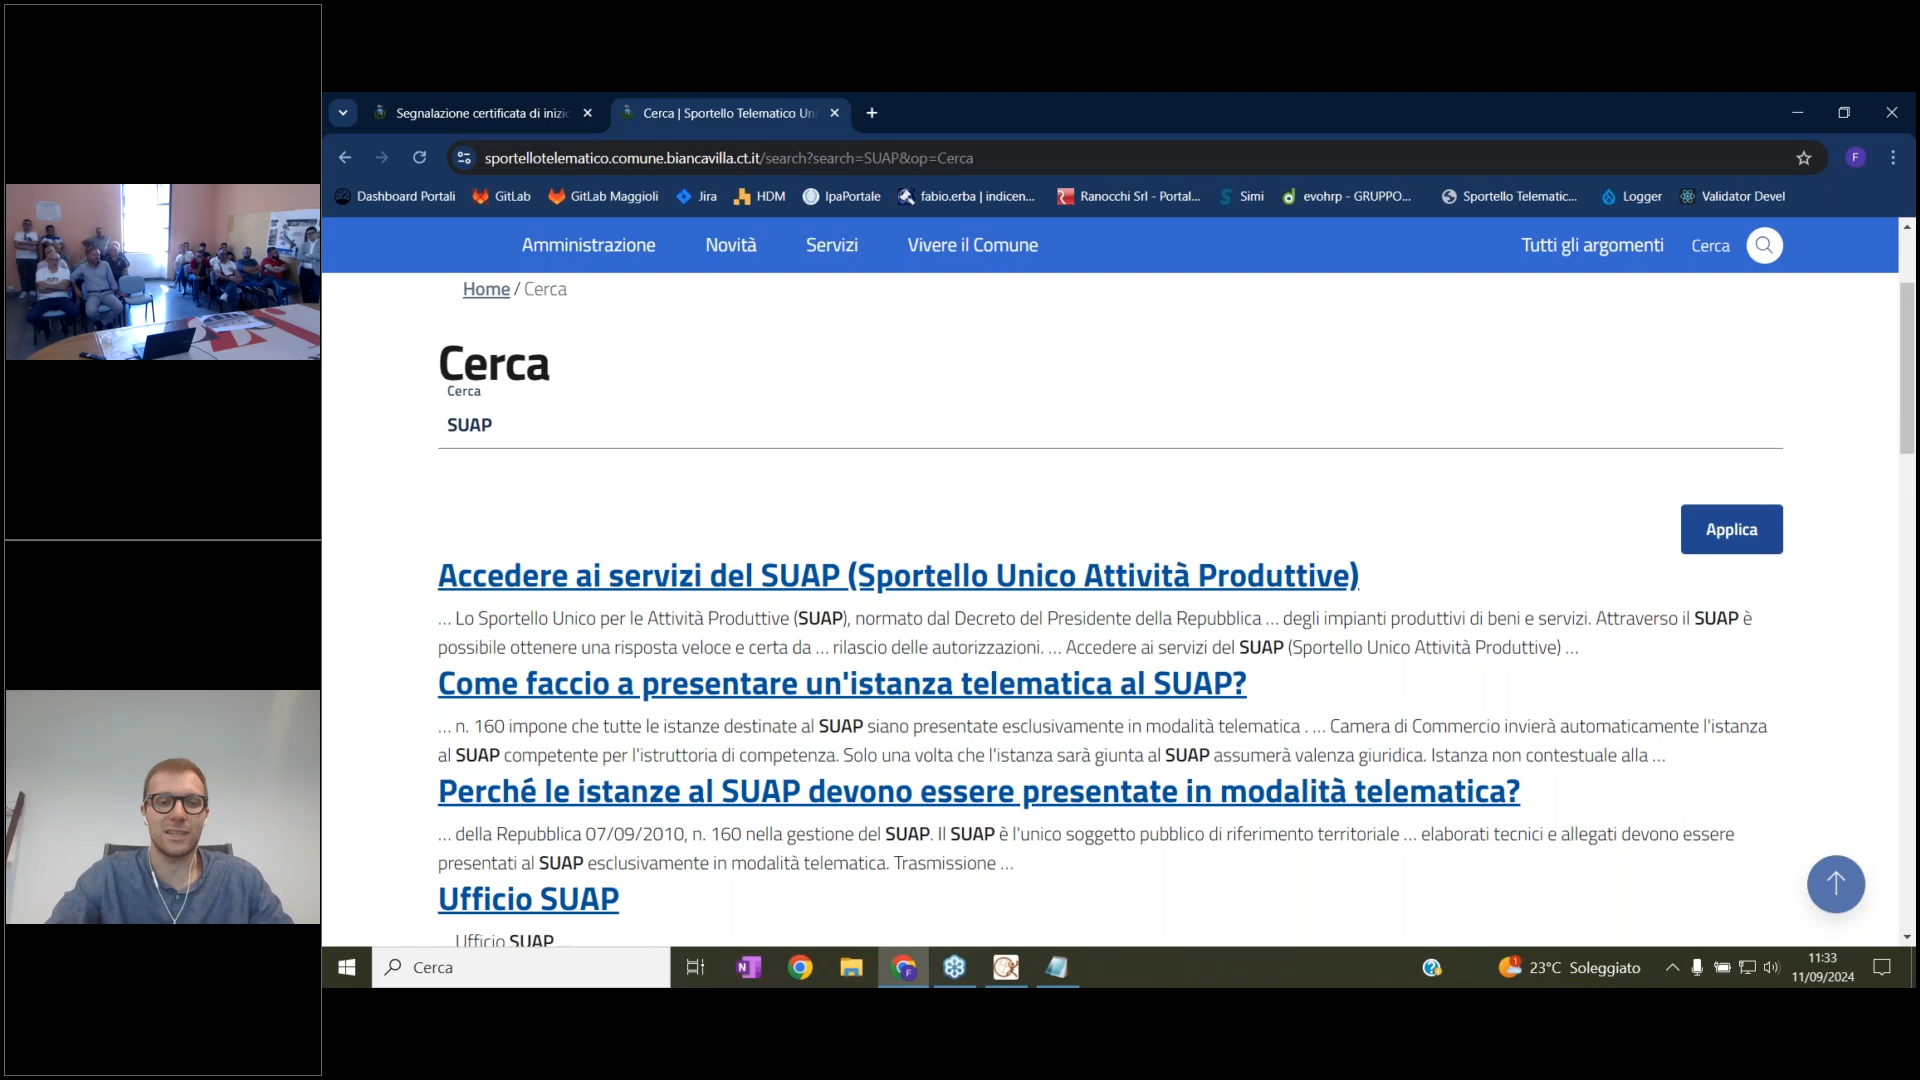 Segnalazione certificata di inizi
Cerca | Sportello Telematico Un
sportellotelematico.comune.biancavilla.ct.it/search?search=SUAP&op=Cerca
F
Dashboard Portali
GitLab
GitLab Maggioli
Jira
HDM
IpaPortale
fabio.erba | indicen...
Ranocchi Srl - Portal...
Simi
evohrp - GRUPPO...
Sportello Telematic...
Logger
Validator Devel
Amministrazione
Novità
Servizi
Vivere il Comune
Tutti gli argomenti
Cerca
Home / Cerca
Cerca
Cerca
SUAP
Applica
Accedere ai servizi del SUAP (Sportello Unico Attività Produttive)
... Lo Sportello Unico per le Attività Produttive (SUAP), normato dal Decreto del Presidente della Repubblica ... degli impianti produttivi di beni e servizi. Attraverso il SUAP è
possibile ottenere una risposta veloce e certa da ... rilascio delle autorizzazioni. ... Accedere ai servizi del SUAP (Sportello Unico Attività Produttive) ...
Come faccio a presentare un'istanza telematica al SUAP?
... n. 160 impone che tutte le istanze destinate al SUAP siano presentate esclusivamente in modalità telematica . ... Camera di Commercio invierà automaticamente l'istanza
al SUAP competente per l'istruttoria di competenza. Solo una volta che l'istanza sarà giunta al SUAP assumerà valenza giuridica. Istanza non contestuale alla ...
Perché le istanze al SUAP devono essere presentate in modalità telematica?
... della Repubblica 07/09/2010, n. 160 nella gestione del SUAP. Il SUAP è l'unico soggetto pubblico di riferimento territoriale ... elaborati tecnici e allegati devono essere
presentati al SUAP esclusivamente in modalità telematica. Trasmissione ...
Ufficio SUAP
... Ufficio SUAP ...
Cerca
23°C Soleggiato
11:33
11/09/2024